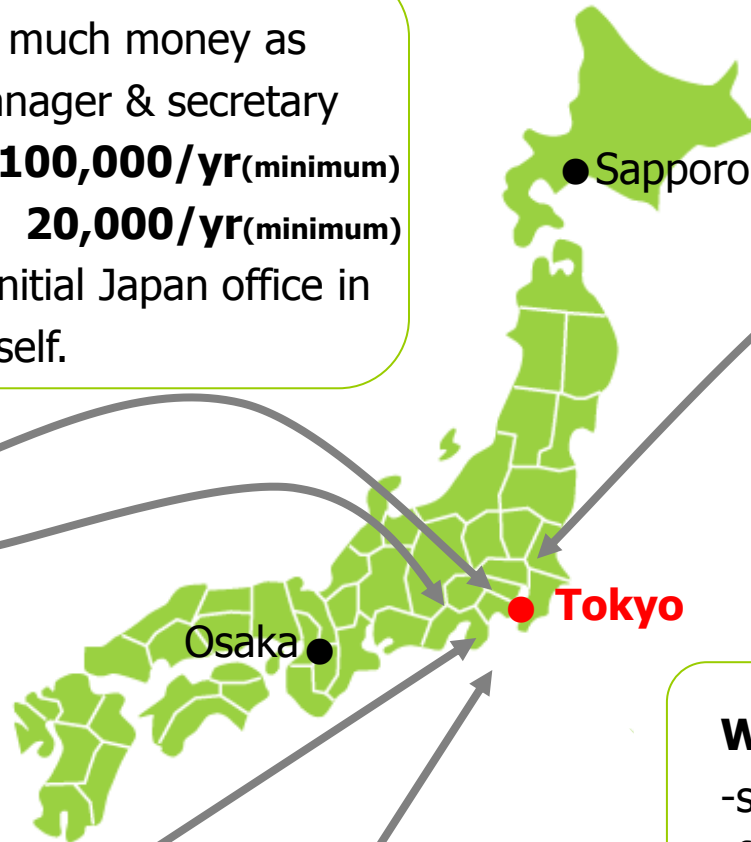 much money as
nager & secretary
100,000/yr(minimum)
20,000/yr(minimum)
nitial Japan office in
self.
Sapporo
Tokyo
Osaka
-s